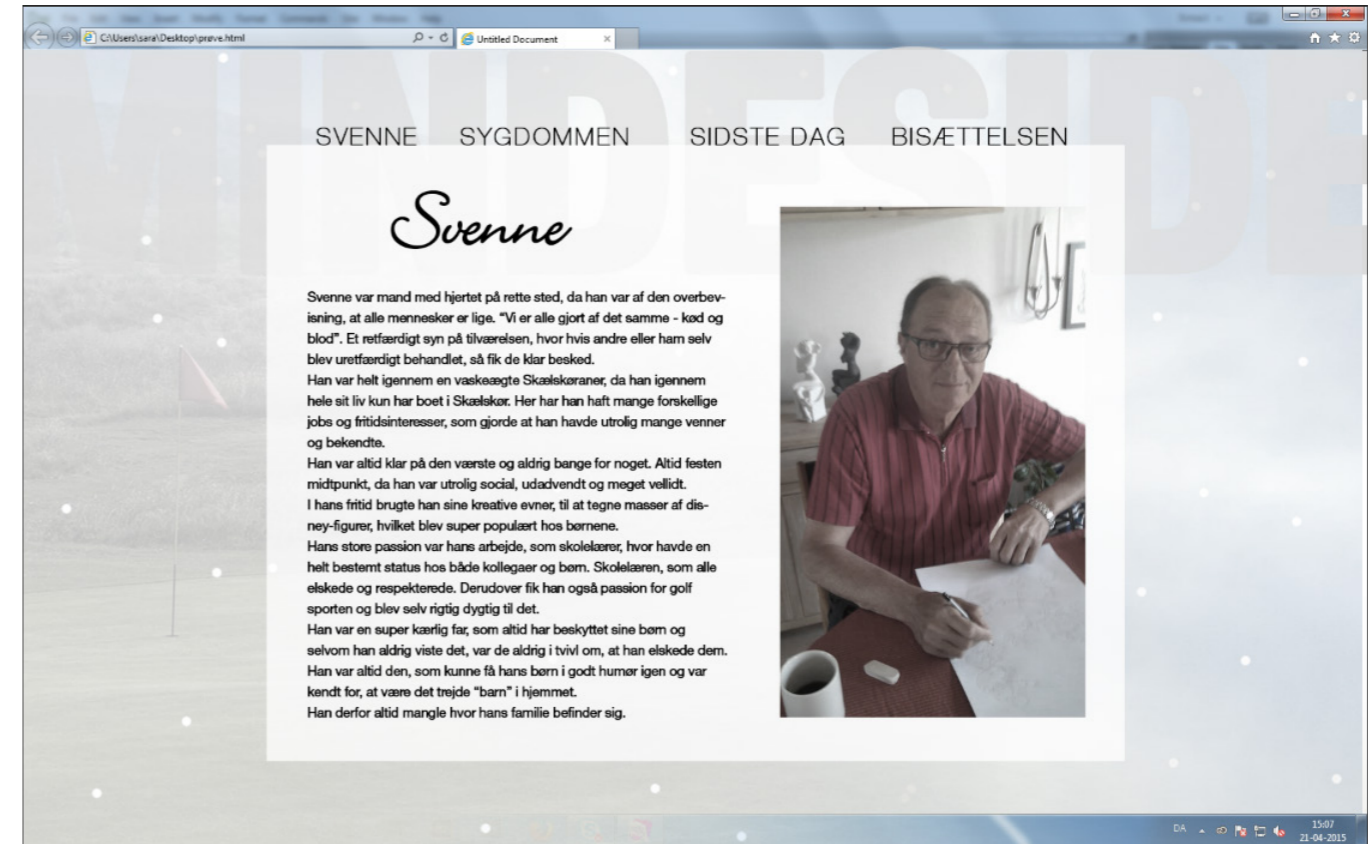 C:\Users\sara\Desktop\prøve.html
Untitled Document
MINDESIDE
SVENNE SYGDOMMEN SIDSTE DAG BISÆTTELSEN
Svenne
Svenne var mand med hjertet på rette sted, da han var af den overbev-
isning, at alle mennesker er lige. “Vi er alle gjort af det samme - kød og
blod”. Et retfærdigt syn på tilværelsen, hvor hvis andre eller ham selv
blev uretfærdigt behandlet, så fik de klar besked.
Han var helt igennem en vaskeægte Skælskøraner, da han igennem
hele sit liv kun har boet i Skælskør. Her har han haft mange forskellige
jobs og fritidsinteresser, som gjorde at han havde utrolig mange venner
og bekendte.
Han var altid klar på den værste og aldrig bange for noget. Altid festen
midtpunkt, da han var utrolig social, udadvendt og meget vellidt.
I hans fritid brugte han sine kreative evner, til at tegne masser af dis-
ney-figurer, hvilket blev super populært hos børnene.
Hans store passion var hans arbejde, som skolelærer, hvor havde en
helt bestemt status hos både kollegaer og børn. Skolelæren, som alle
elskede og respekterede. Derudover fik han også passion for golf
sporten og blev selv rigtig dygtig til det.
Han var en super kærlig far, som altid har beskyttet sine børn og
selvom han aldrig viste det, var de aldrig i tvivl om, at han elskede dem.
Han var altid den, som kunne få hans børn i godt humør igen og var
kendt for, at være det trejde “barn” i hjemmet.
Han derfor altid mangle hvor hans familie befinder sig.
DA
15:07
21-04-2015